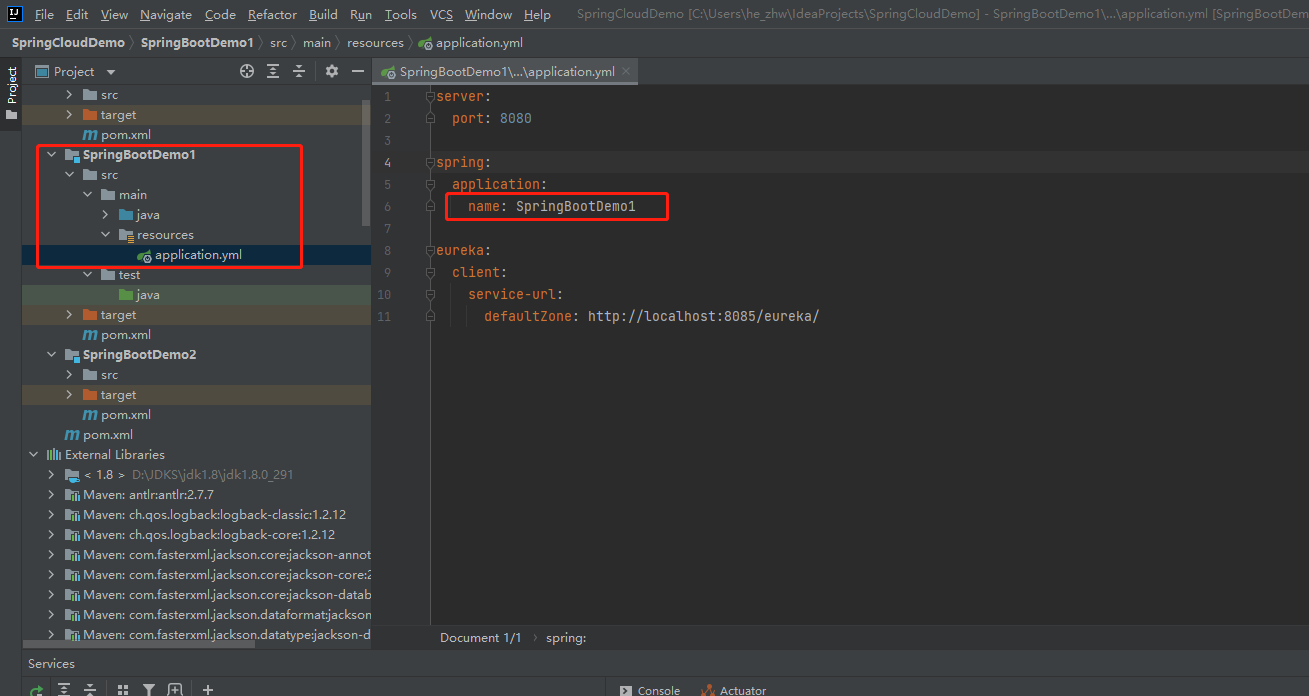 File Edit View Navigate Code Refactor Build Run Tools VCS Window Help SpringCloudDemo [C:\Users\he_zhw\IdeaProjects\SpringCloudDemo] - SpringBootDemo1\...\application.yml [SpringBootDem
SpringCloudDemo SpringBootDemo1 src main resources application.yml
Project
Project
SpringBootDemo1\...\application.yml
src
target
pom.xml
SpringBootDemo1
src
main
java
resources
application.yml
test
java
target
pom.xml
SpringBootDemo2
src
target
pom.xml
pom.xml
External Libraries
< 1.8 > D:\JDKS\jdk1.8\jdk1.8.0_291
Maven: antlr:antlr:2.7.7
Maven: ch.qos.logback:logback-classic:1.2.12
Maven: ch.qos.logback:logback-core:1.2.12
Maven: com.fasterxml.jackson.core:jackson-annot
Maven: com.fasterxml.jackson.core:jackson-core:2
Maven: com.fasterxml.jackson.core:jackson-datab
Maven: com.fasterxml.jackson.dataformat:jackson
Maven: com.fasterxml.jackson.datatype:jackson-d
1 server:
2 port: 8080
3
4 spring:
5 application:
6 name: SpringBootDemo1
7
8 eureka:
9 client:
10 service-url:
11 defaultZone: http://localhost:8085/eureka/
Document 1/1 spring:
Services
Console Actuator